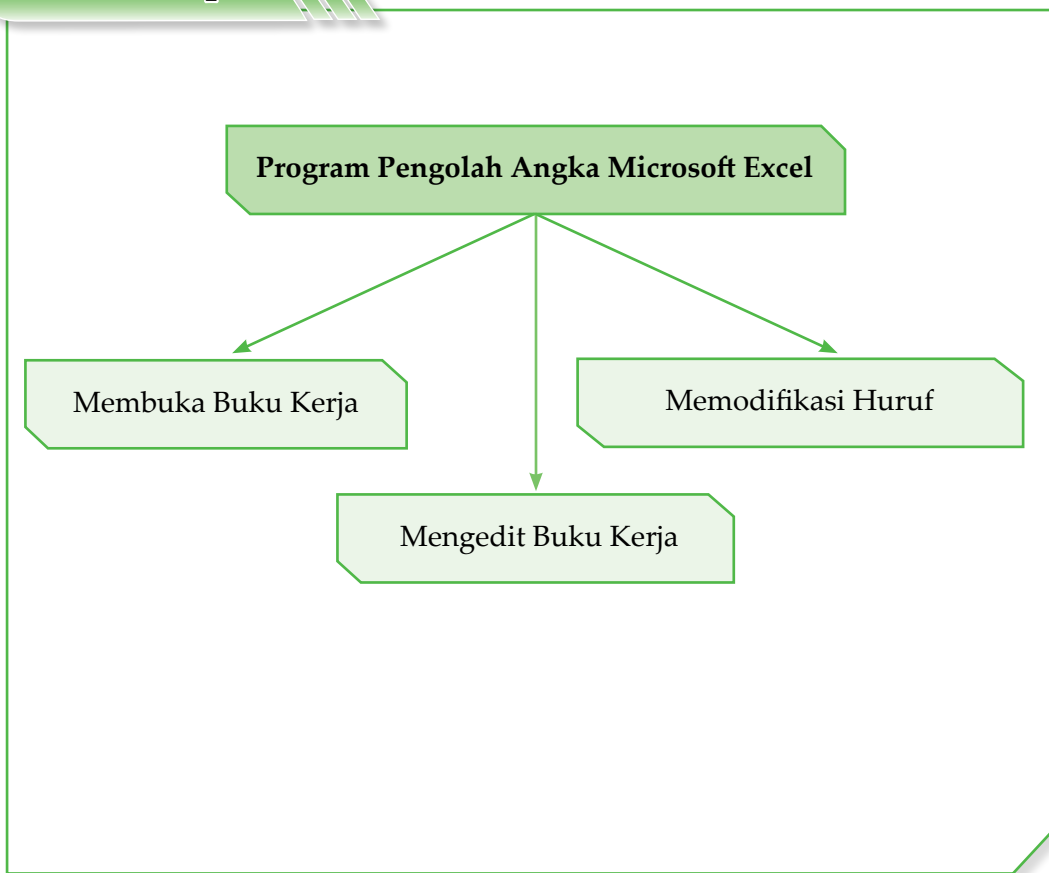 Program Pengolah Angka Microsoft Excel
Membuka Buku Kerja
Memodifikasi Huruf
Mengedit Buku Kerja